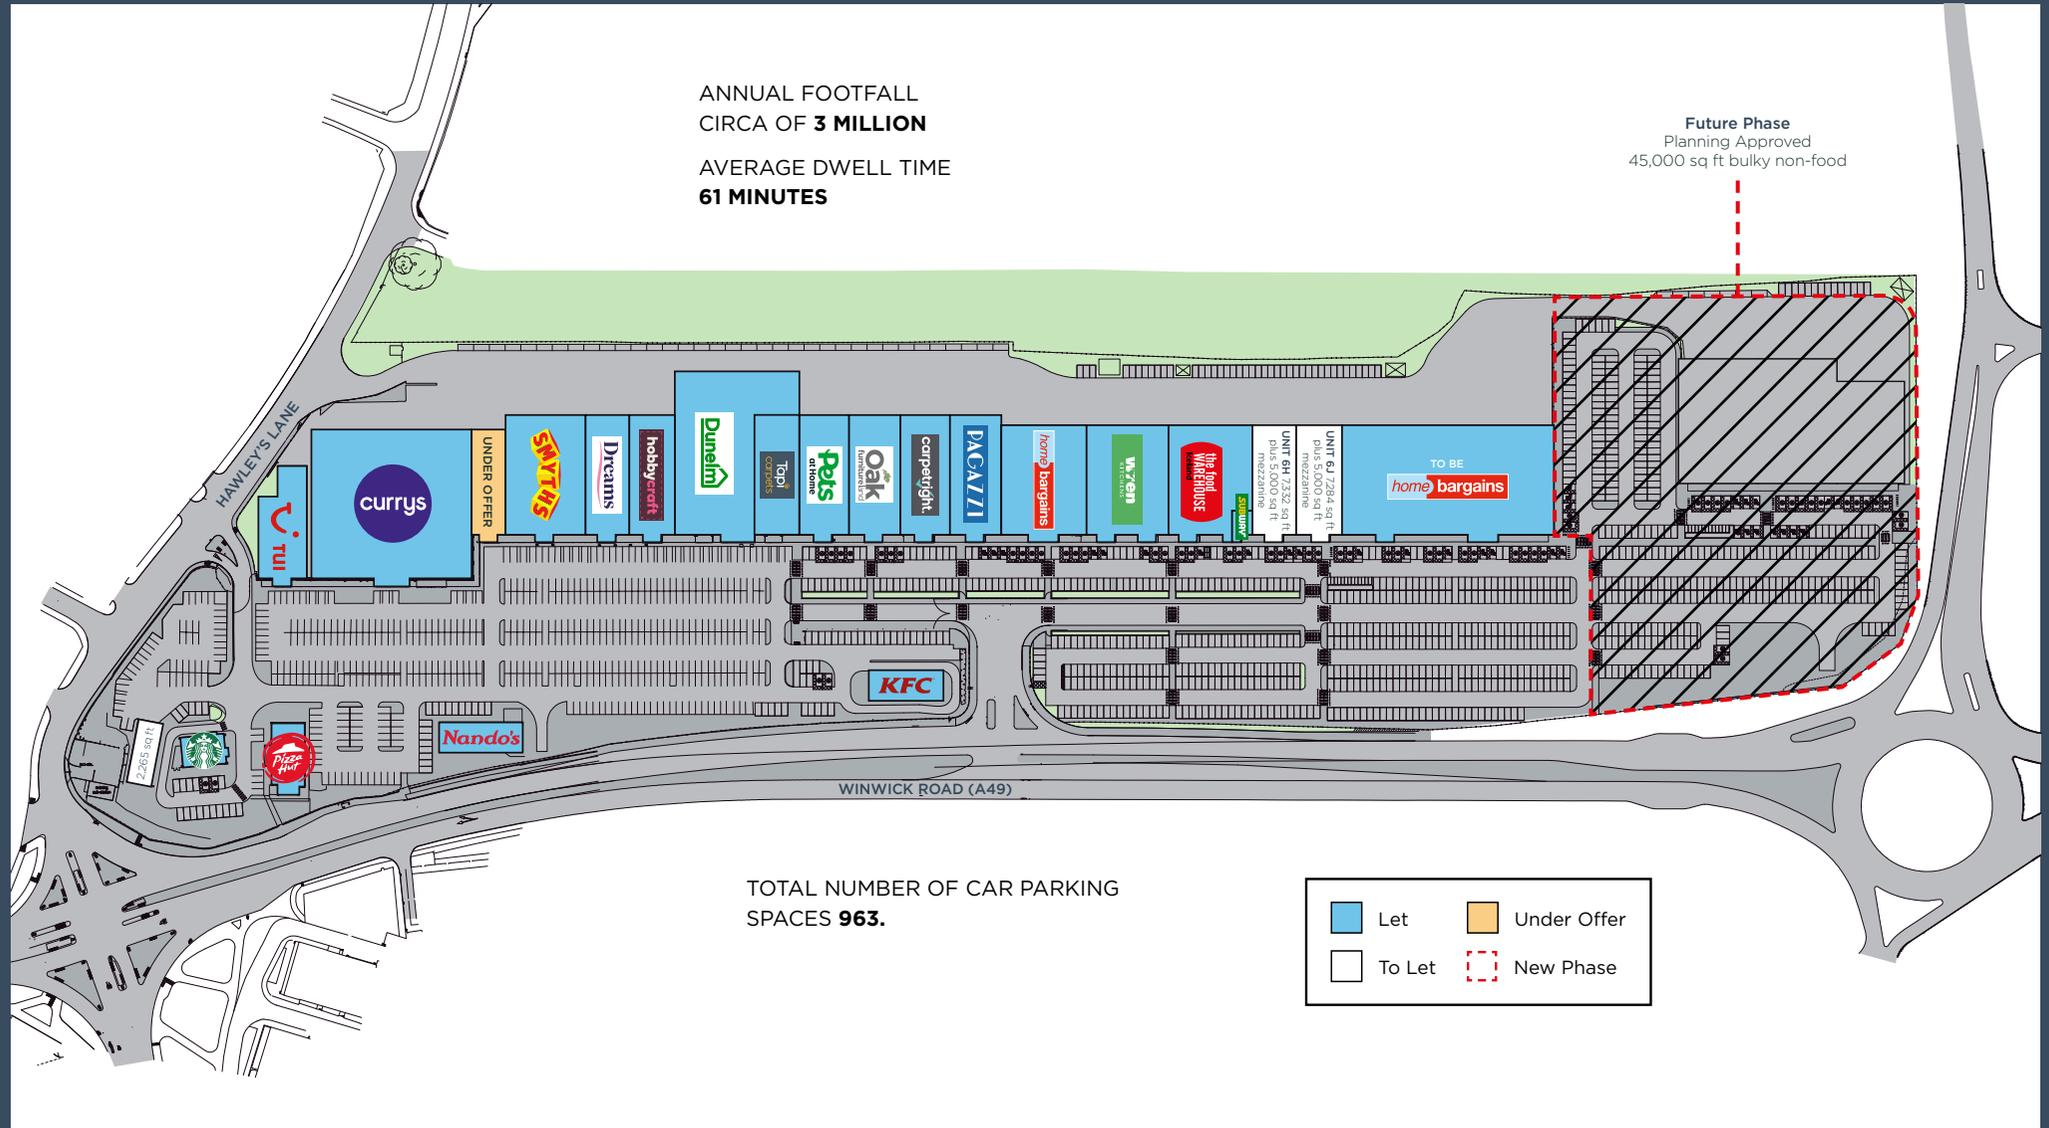 ANNUAL FOOTFALL
CIRCA OF 3 MILLION
AVERAGE DWELL TIME
61 MINUTES
Future Phase
Planning Approved
45,000 sq ft bulky non-food
HAWLEY'S LANE
TUI
currys
UNDER OFFER
SMYTHS
Dreams
hobbycraft
Dunelm
Tapi
carpets
Pets
at Home
Oak
furnitureland
carpetright
PAGAZZI
home
bargains
wren
KITCHENS
the food
WAREHOUSE
Iceland
SUBWAY
UNIT 6H 7,332 sq ft
plus 5,000 sq ft
mezzanine
UNIT 6J 7,284 sq ft
plus 5,000 sq ft
mezzanine
TO BE
home bargains
KFC
Nando's
2,265 sq ft
Pizza
Hut
WINWICK ROAD (A49)
TOTAL NUMBER OF CAR PARKING
SPACES 963.
Let
Under Offer
To Let
New Phase